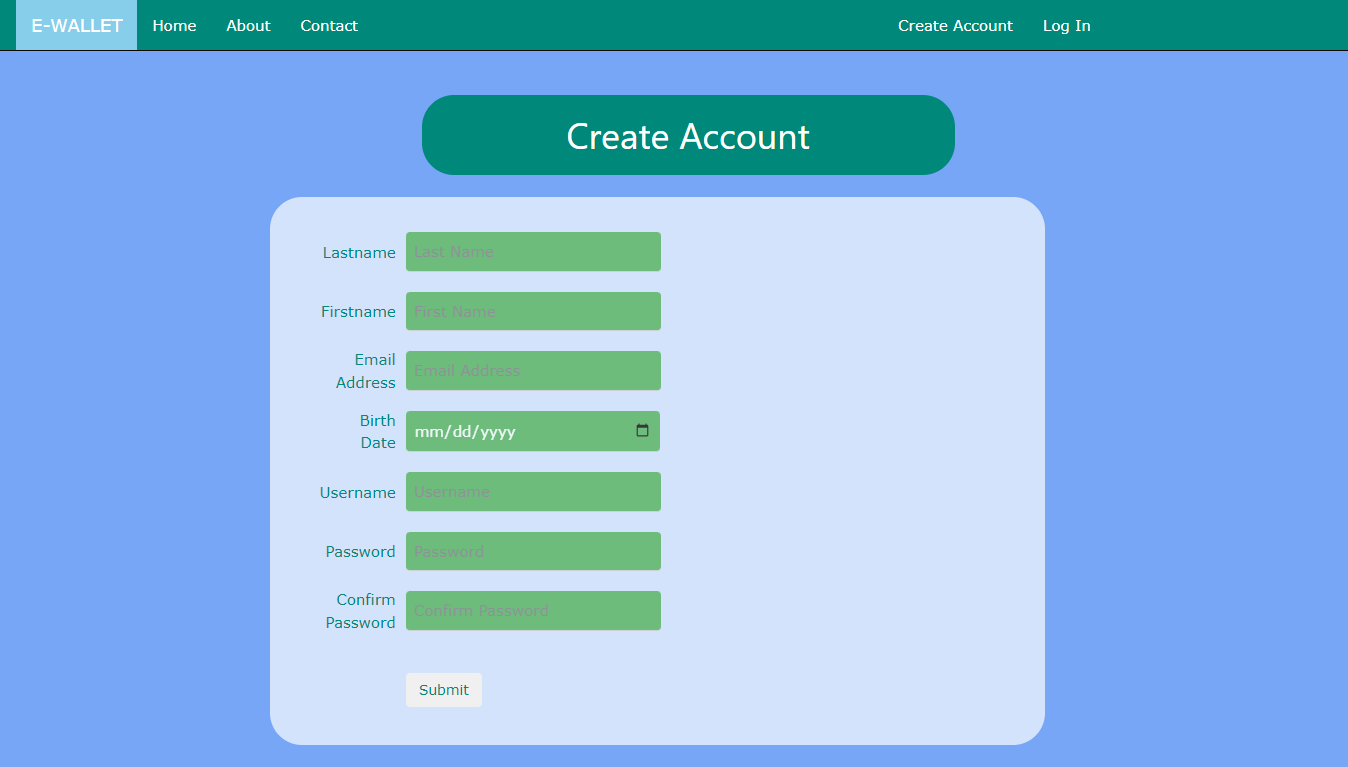 E-WALLET Home About Contact Create Account Log In
Create Account
Lastname Last Name
Firstname First Name
Email
Address Email Address
Birth
Date mm/dd/yyyy
Username Username
Password Password
Confirm
Password Confirm Password
Submit